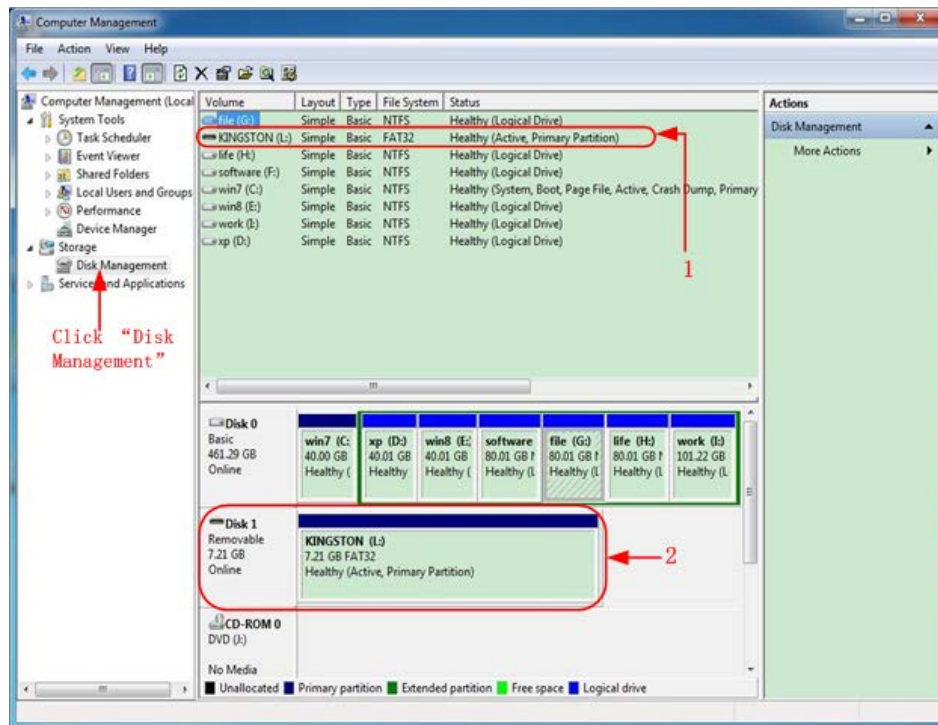 Computer Management
File Action View Help
Computer Management (Local
System Tools
Task Scheduler
Event Viewer
Shared Folders
Local Users and Groups
Performance
Device Manager
Storage
Disk Management
Services and Applications
Click “Disk
Management”
Volume Layout Type File System Status
file (G:) Simple Basic NTFS Healthy (Logical Drive)
KINGSTON (L:) Simple Basic FAT32 Healthy (Active, Primary Partition)
life (H:) Simple Basic NTFS Healthy (Logical Drive)
software (F:) Simple Basic NTFS Healthy (Logical Drive)
win7 (C:) Simple Basic NTFS Healthy (System, Boot, Page File, Active, Crash Dump, Primary
win8 (E:) Simple Basic NTFS Healthy (Logical Drive)
work (I:) Simple Basic NTFS Healthy (Logical Drive)
xp (D:) Simple Basic NTFS Healthy (Logical Drive)
1
Disk 0
Basic
461.29 GB
Online
win7 (C:
40.00 GB
Healthy (
xp (D:)
40.01 GB
Healthy
win8 (E:
40.01 GB
Healthy (
software
80.01 GB N
Healthy (L
file (G:)
80.01 GB N
Healthy (L
life (H:)
80.01 GB N
Healthy (L
work (I:)
101.22 GB
Healthy (L
Disk 1
Removable
7.21 GB
Online
KINGSTON (L:)
7.21 GB FAT32
Healthy (Active, Primary Partition)
2
CD-ROM 0
DVD (J:)
No Media
Unallocated Primary partition Extended partition Free space Logical drive
Actions
Disk Management
More Actions